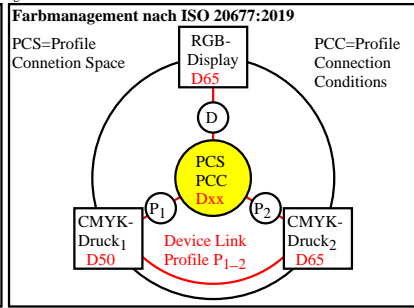 Farbmanagement nach ISO 20677:2019
PCS=Profile
Connetion Space
RGB-
Display
D65
PCC=Profile
Connection
Conditions
D
PCS
PCC
Dxx
P1
P2
CMYK-
Druck1
D50
Device Link
Profile P1–2
CMYK-
Druck2
D65